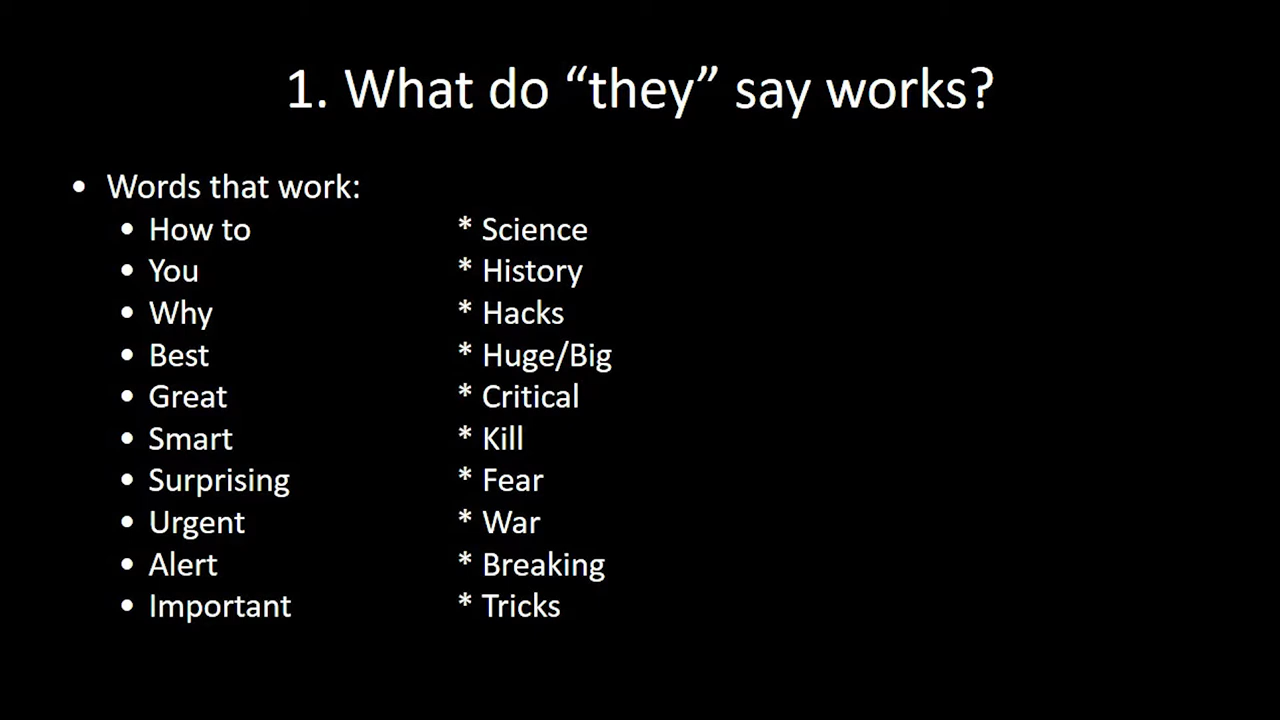 1. What do “they” say works?
• Words that work:
• How to * Science
• You * History
• Why * Hacks
• Best * Huge/Big
• Great * Critical
• Smart * Kill
• Surprising * Fear
• Urgent * War
• Alert * Breaking
• Important * Tricks